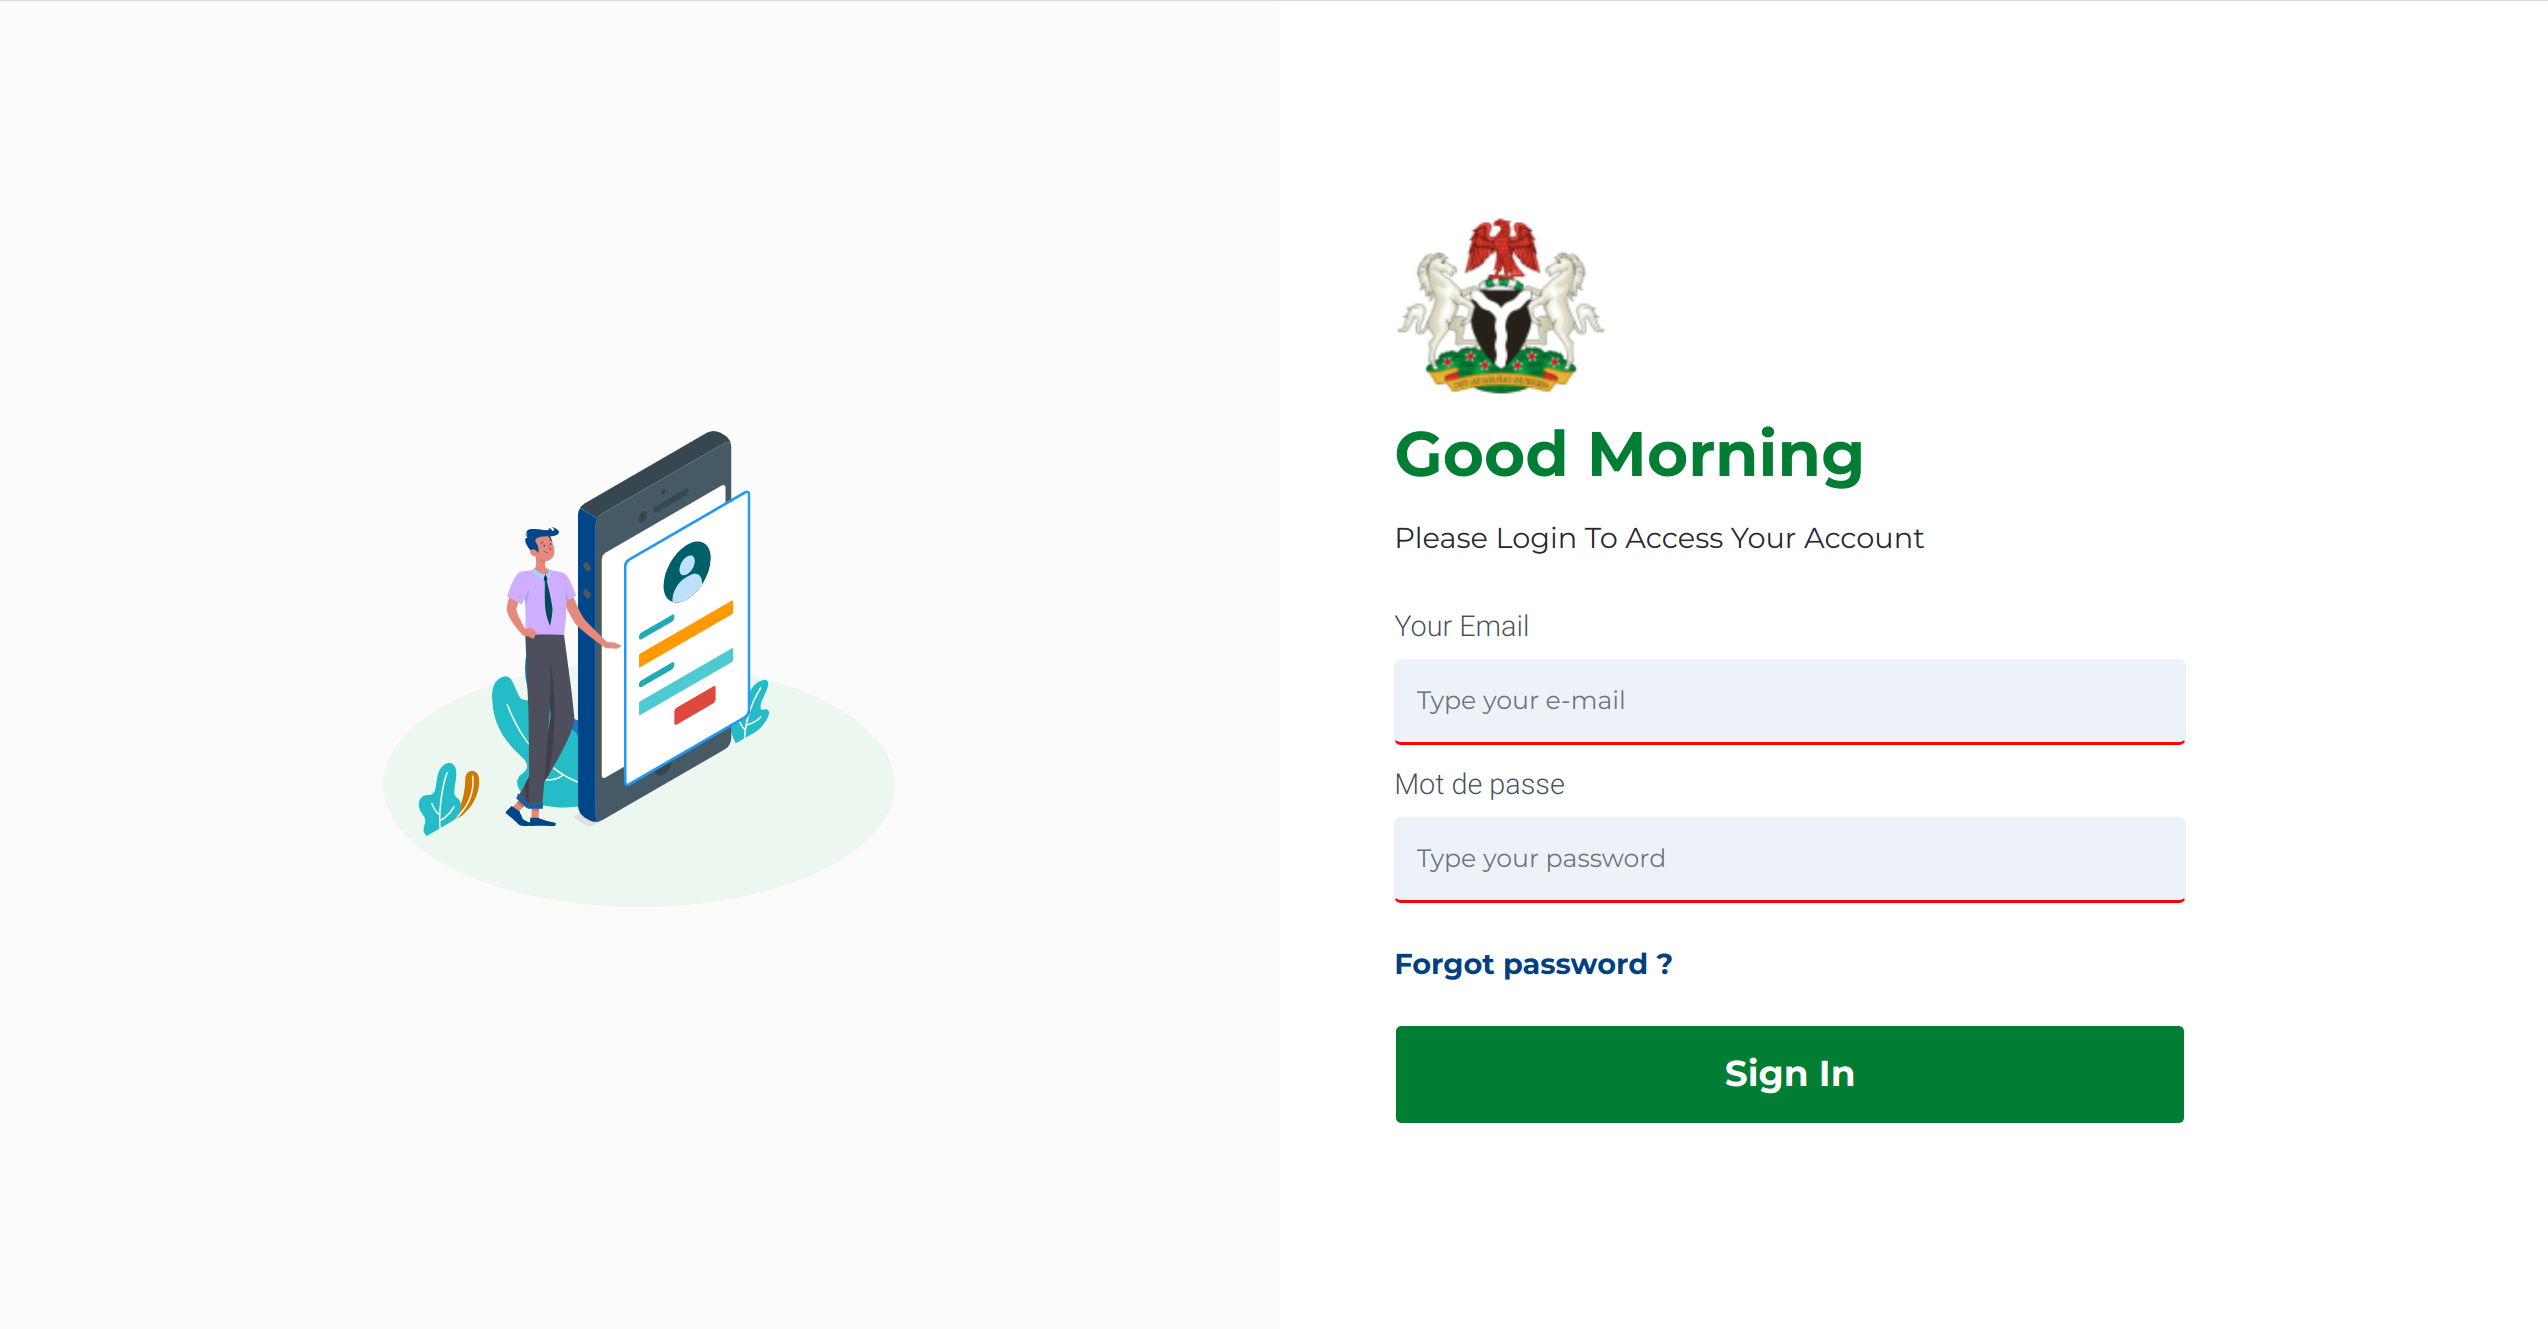 Good Morning
Please Login To Access Your Account
Your Email
Type your e-mail
Mot de passe
Type your password
Forgot password ?
Sign In